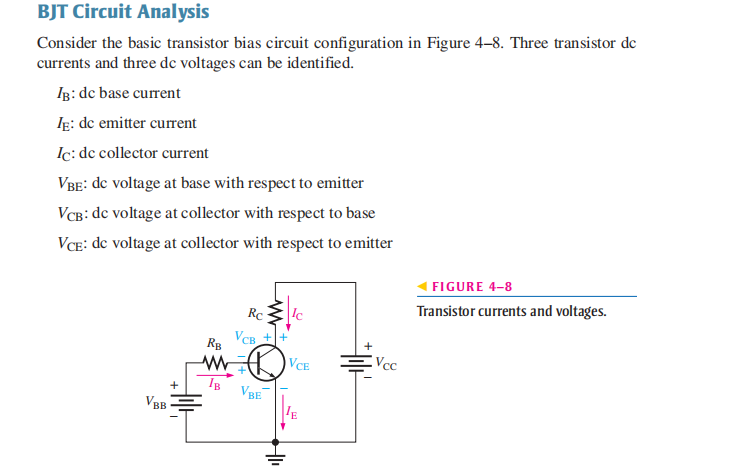 BJT Circuit Analysis
Consider the basic transistor bias circuit configuration in Figure 4–8. Three transistor dc
currents and three dc voltages can be identified.
IB: dc base current
IE: dc emitter current
IC: dc collector current
VBE: dc voltage at base with respect to emitter
VCB: dc voltage at collector with respect to base
VCE: dc voltage at collector with respect to emitter
◀ FIGURE 4–8
Transistor currents and voltages.
RC
IC
VCB + +
RB
– +
VCE
+
VCC
–
IB
VBE – –
+
VBB
–
IE